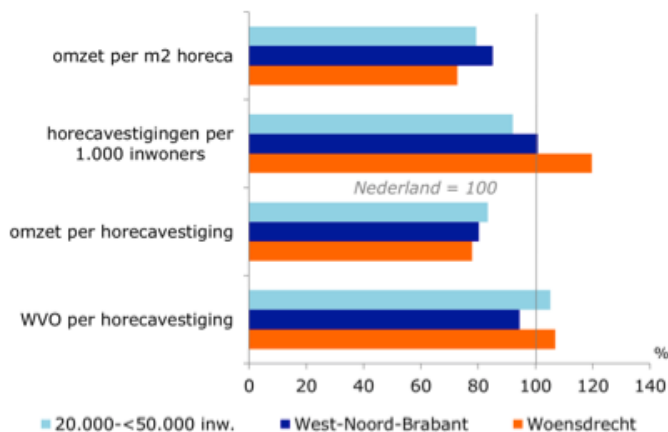 omzet per m2 horeca
horecavestigingen per
1.000 inwoners
Nederland = 100
omzet per horecavestiging
WVO per horecavestiging
%
0 20 40 60 80 100 120 140
20.000-<50.000 inw. West-Noord-Brabant Woensdrecht